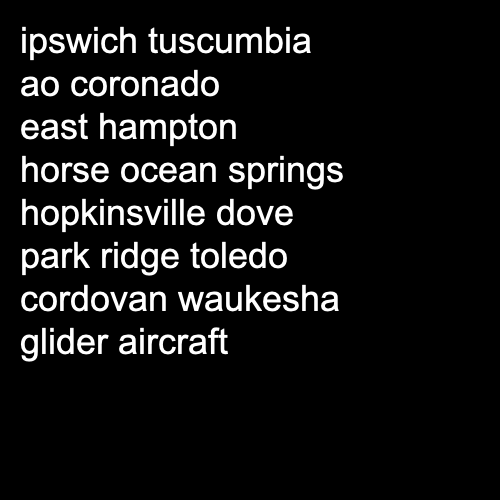 ipswich tuscumbia
ao coronado
east hampton
horse ocean springs
hopkinsville dove
park ridge toledo
cordovan waukesha
glider aircraft